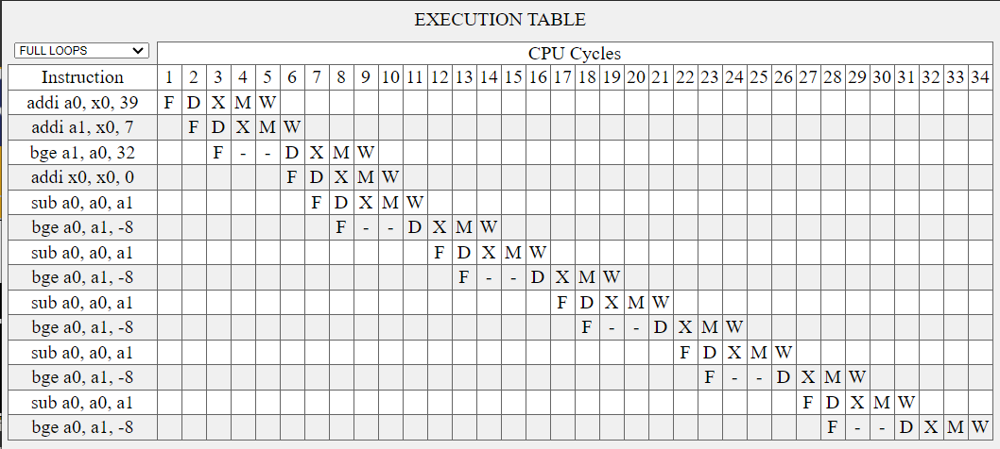 EXECUTION TABLE
FULL LOOPS
CPU Cycles
Instruction 1 2 3 4 5 6 7 8 9 10 11 12 13 14 15 16 17 18 19 20 21 22 23 24 25 26 27 28 29 30 31 32 33 34
addi a0, x0, 39 F D X M W
addi a1, x0, 7 F D X M W
bge a1, a0, 32 F - - D X M W
addi x0, x0, 0 F D X M W
sub a0, a0, a1 F D X M W
bge a0, a1, -8 F - - D X M W
sub a0, a0, a1 F D X M W
bge a0, a1, -8 F - - D X M W
sub a0, a0, a1 F D X M W
bge a0, a1, -8 F - - D X M W
sub a0, a0, a1 F D X M W
bge a0, a1, -8 F - - D X M W
sub a0, a0, a1 F D X M W
bge a0, a1, -8 F - - D X M W